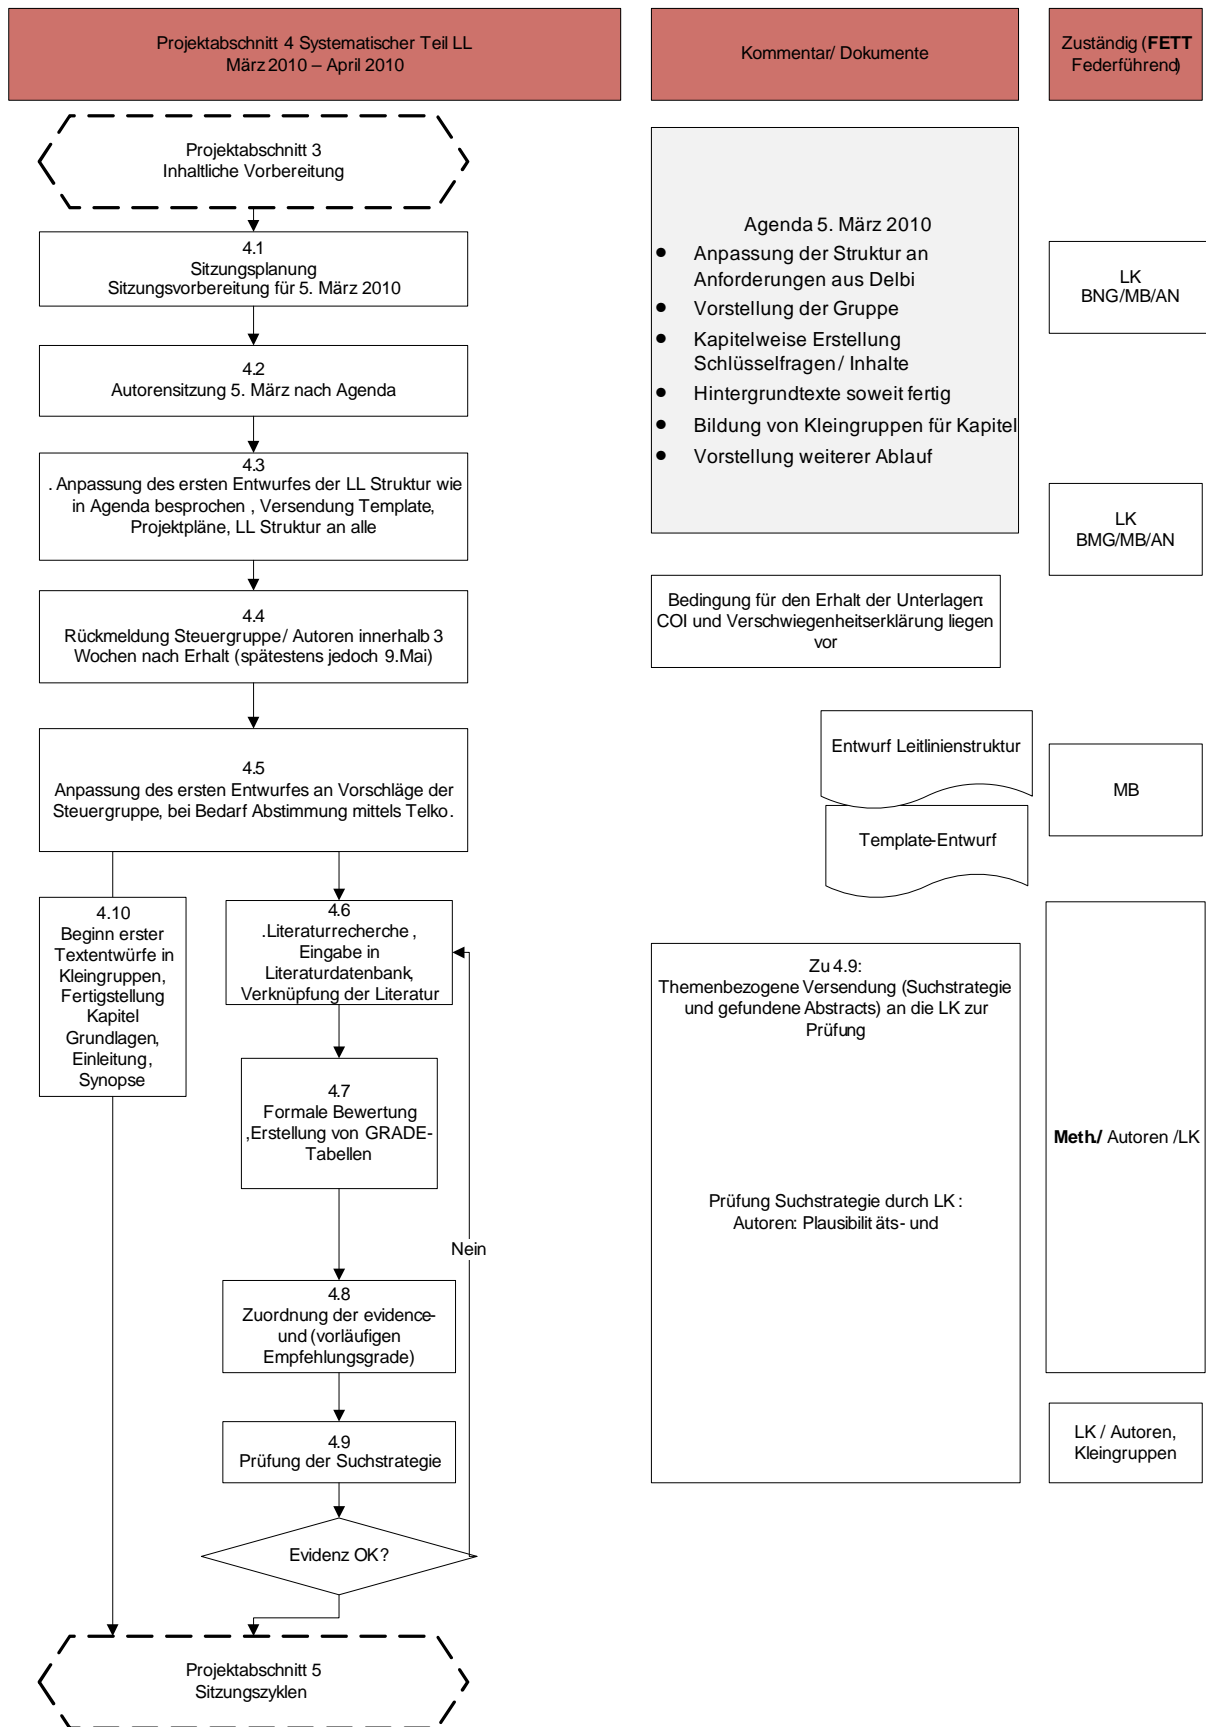 Projektabschnitt 4 Systematischer Teil LL
März 2010 – April 2010
Kommentar/ Dokumente
Zuständig (FETT
Federführend)
Projektabschnitt 3
Inhaltliche Vorbereitung
4.1
Sitzungsplanung
Sitzungsvorbereitung für 5. März 2010
4.2
Autorensitzung 5. März nach Agenda
4.3
. Anpassung des ersten Entwurfes der LL Struktur wie
in Agenda besprochen , Versendung Template,
Projektpläne, LL Struktur an alle
4.4
Rückmeldung Steuergruppe/ Autoren innerhalb 3
Wochen nach Erhalt (spätestens jedoch 9.Mai)
4.5
Anpassung des ersten Entwurfes an Vorschläge der
Steuergruppe, bei Bedarf Abstimmung mittels Telko.
4.10
Beginn erster
Textentwürfe in
Kleingruppen,
Fertigstellung
Kapitel
Grundlagen,
Einleitung,
Synopse
4.6
.Literaturrecherche ,
Eingabe in
Literaturdatenbank,
Verknüpfung der Literatur
4.7
Formale Bewertung
,Erstellung von GRADE-
Tabellen
Nein
4.8
Zuordnung der evidence-
und (vorläufigen
Empfehlungsgrade)
4.9
Prüfung der Suchstrategie
Evidenz OK?
Projektabschnitt 5
Sitzungszyklen
Agenda 5. März 2010
• Anpassung der Struktur an
Anforderungen aus Delbi
• Vorstellung der Gruppe
• Kapitelweise Erstellung
Schlüsselfragen/ Inhalte
• Hintergrundtexte soweit fertig
• Bildung von Kleingruppen für Kapitel
• Vorstellung weiterer Ablauf
Bedingung für den Erhalt der Unterlagen:
COI und Verschwiegenheitserklärung liegen
vor
Entwurf Leitlinienstruktur
Template-Entwurf
Zu 4.9:
Themenbezogene Versendung (Suchstrategie
und gefundene Abstracts) an die LK zur
Prüfung
Prüfung Suchstrategie durch LK :
Autoren: Plausibilitäts- und
LK
BNG/MB/AN
LK
BMG/MB/AN
MB
Meth./ Autoren /LK
LK / Autoren,
Kleingruppen